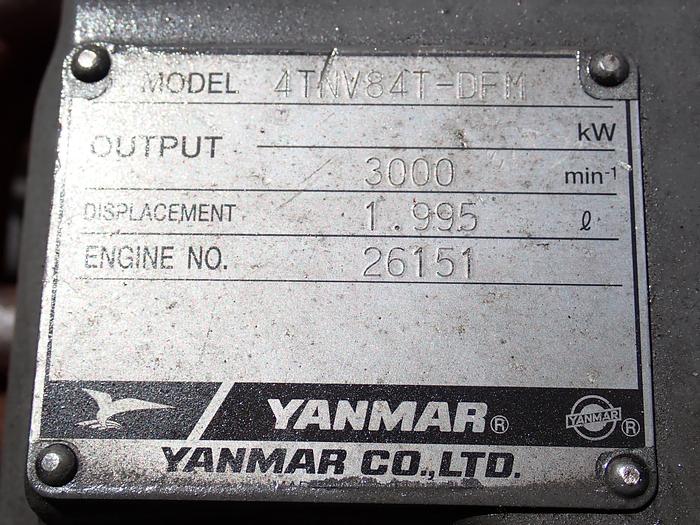 MODEL 4TNV84T-DFM
kW
OUTPUT
3000 min-1
DISPLACEMENT 1.995 ℓ
ENGINE NO. 26151
YANMAR ® YANMAR ®
YANMAR CO.,LTD.